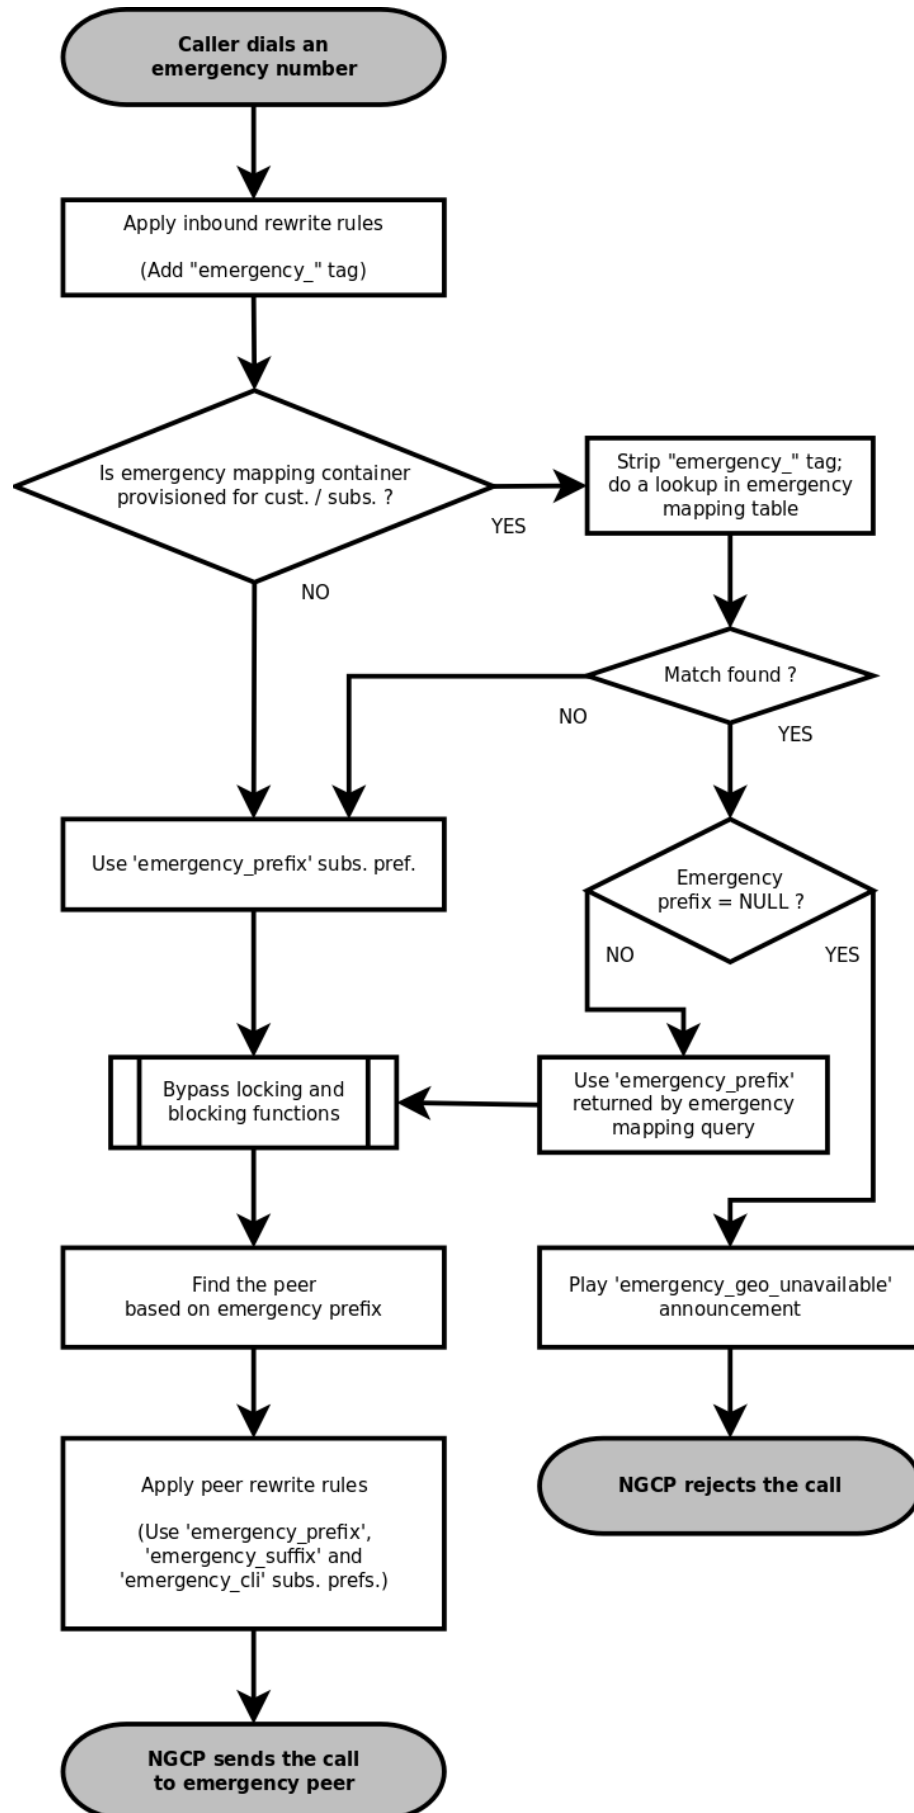 Caller dials an
emergency number
Apply inbound rewrite rules
(Add "emergency_" tag)
Is emergency mapping container
provisioned for cust. / subs. ?
YES
NO
Strip "emergency_" tag;
do a lookup in emergency
mapping table
Match found ?
NO
YES
Use 'emergency_prefix' subs. pref.
Emergency
prefix = NULL ?
NO
YES
Bypass locking and
blocking functions
Use 'emergency_prefix'
returned by emergency
mapping query
Find the peer
based on emergency prefix
Play 'emergency_geo_unavailable'
announcement
Apply peer rewrite rules
(Use 'emergency_prefix',
'emergency_suffix' and
'emergency_cli' subs. prefs.)
NGCP rejects the call
NGCP sends the call
to emergency peer